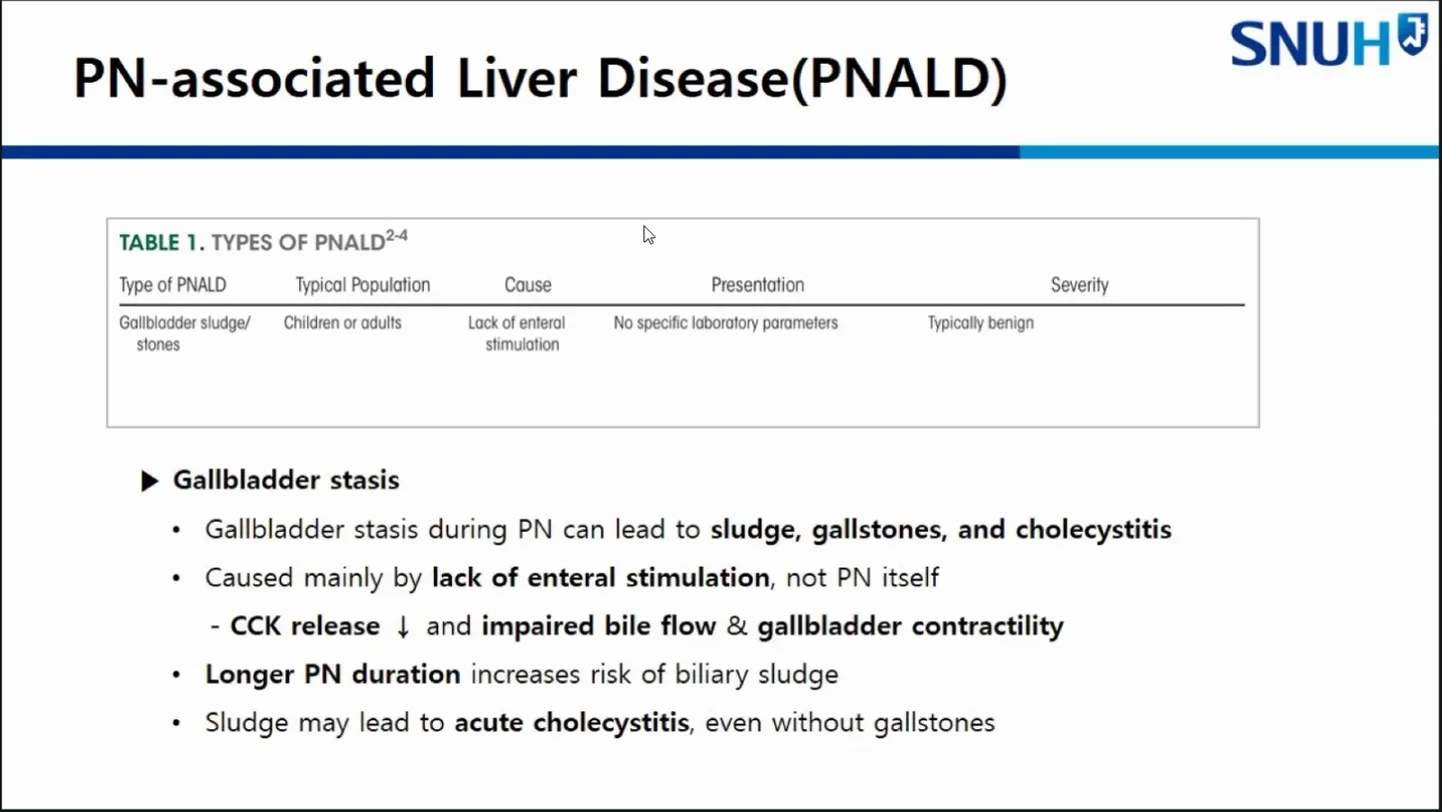 SNUH
PN-associated Liver Disease(PNALD)
TABLE 1. TYPES OF PNALD2-4
Type of PNALD Typical Population Cause Presentation Severity
Gallbladder sludge/ Children or adults Lack of enteral No specific laboratory parameters Typically benign
stones stimulation
▶ Gallbladder stasis
• Gallbladder stasis during PN can lead to sludge, gallstones, and cholecystitis
• Caused mainly by lack of enteral stimulation, not PN itself
- CCK release ↓ and impaired bile flow & gallbladder contractility
• Longer PN duration increases risk of biliary sludge
• Sludge may lead to acute cholecystitis, even without gallstones